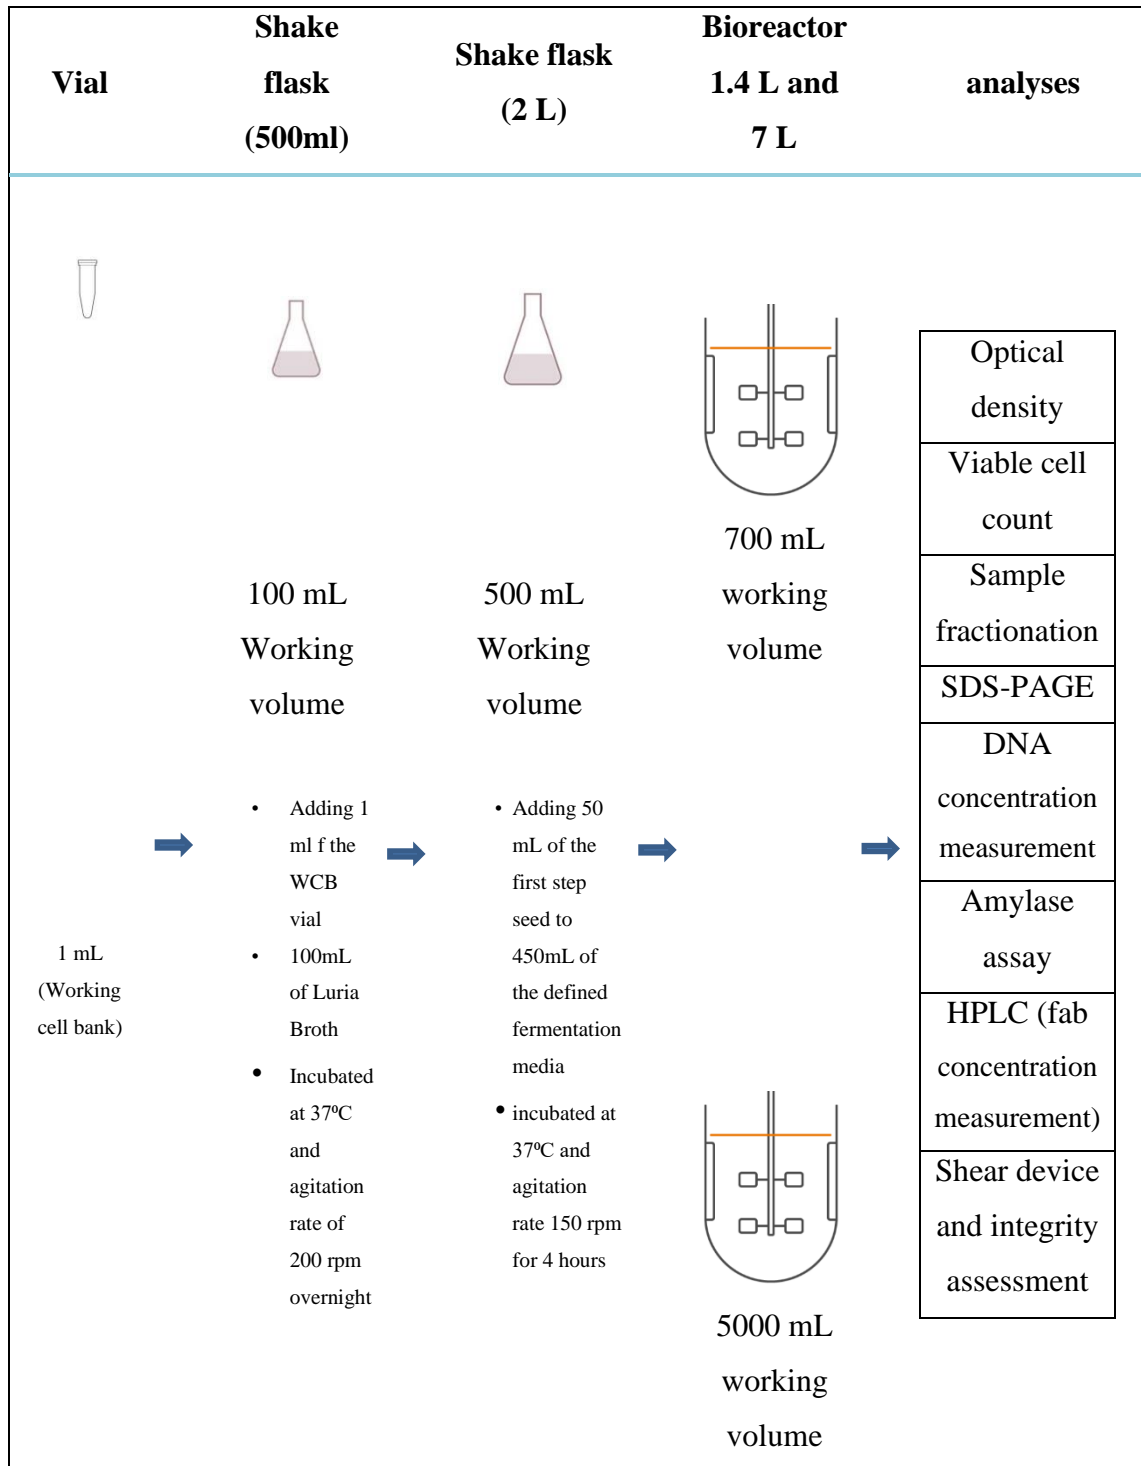 Vial
Shake
flask
(500ml)
Shake flask
(2 L)
Bioreactor
1.4 L and
7 L
analyses
1 mL
(Working
cell bank)
100 mL
Working
volume
• Adding 1
ml f the
WCB
vial
• 100mL
of Luria
Broth
• Incubated
at 37ºC
and
agitation
rate of
200 rpm
overnight
500 mL
Working
volume
• Adding 50
mL of the
first step
seed to
450mL of
the defined
fermentation
media
• incubated at
37ºC and
agitation
rate 150 rpm
for 4 hours
700 mL
working
volume
5000 mL
working
volume
Optical
density
Viable cell
count
Sample
fractionation
SDS-PAGE
DNA
concentration
measurement
Amylase
assay
HPLC (fab
concentration
measurement)
Shear device
and integrity
assessment